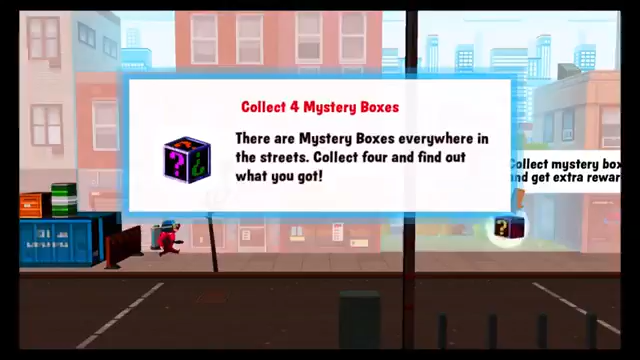 Collect 4 Mystery Boxes
There are Mystery Boxes everywhere in
the streets. Collect four and find out
what you got!
Collect mystery box
and get extra rewar